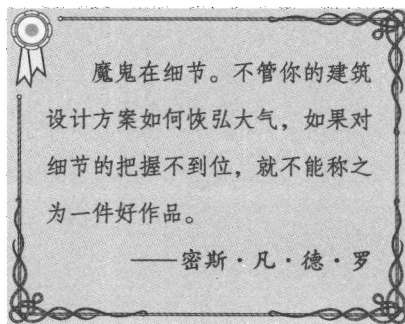 魔鬼在细节。不管你的建筑
设计方案如何恢弘大气，如果对
细节的把握不到位，就不能称之
为一件好作品。
——密斯·凡·德·罗